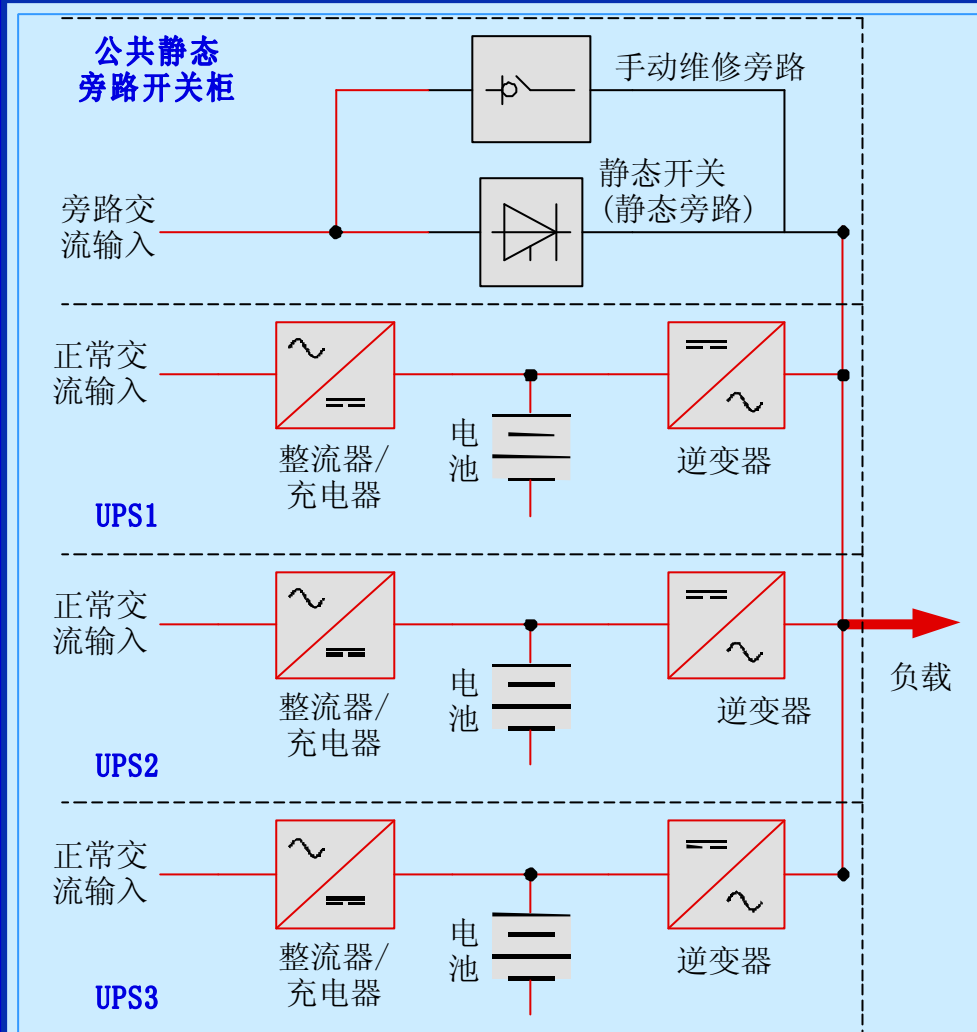 公共静态
旁路开关柜
手动维修旁路
静态开关
(静态旁路)
旁路交
流输入
正常交
流输入
整流器/
充电器
电
池
逆变器
UPS1
正常交
流输入
整流器/
充电器
电
池
逆变器
负载
UPS2
正常交
流输入
整流器/
充电器
电
池
逆变器
UPS3